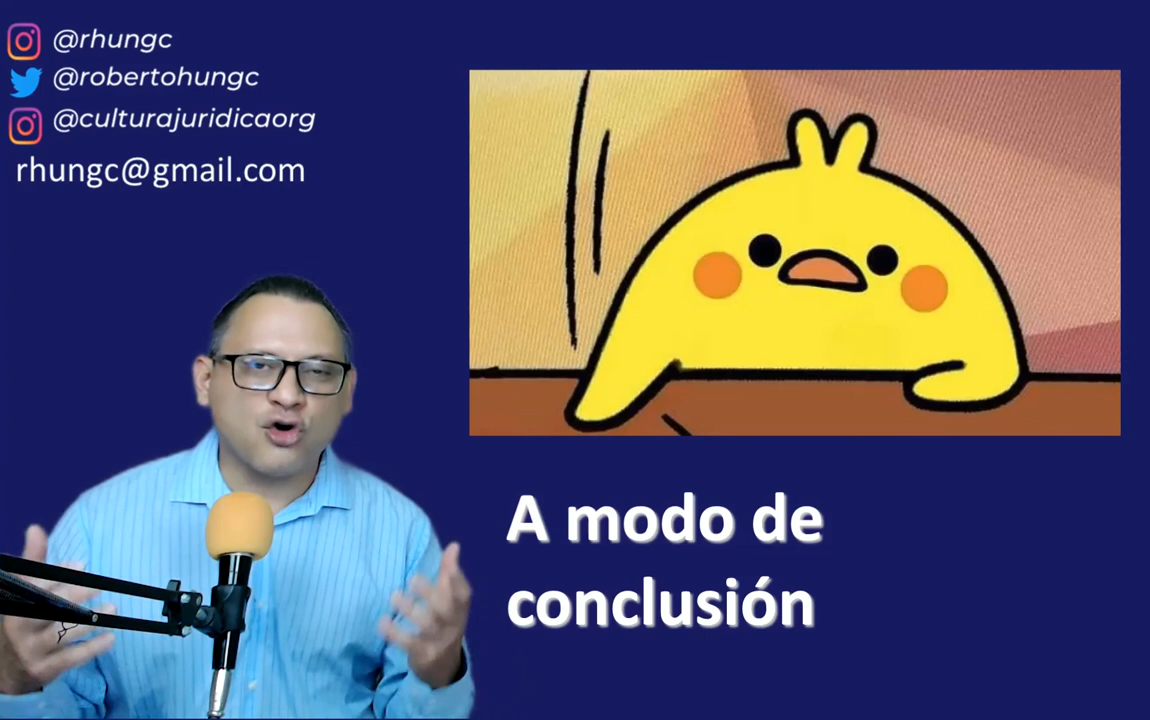 @rhungc
@robertohungc
@culturajuridicaorg
rhungc@gmail.com
A modo de
conclusión